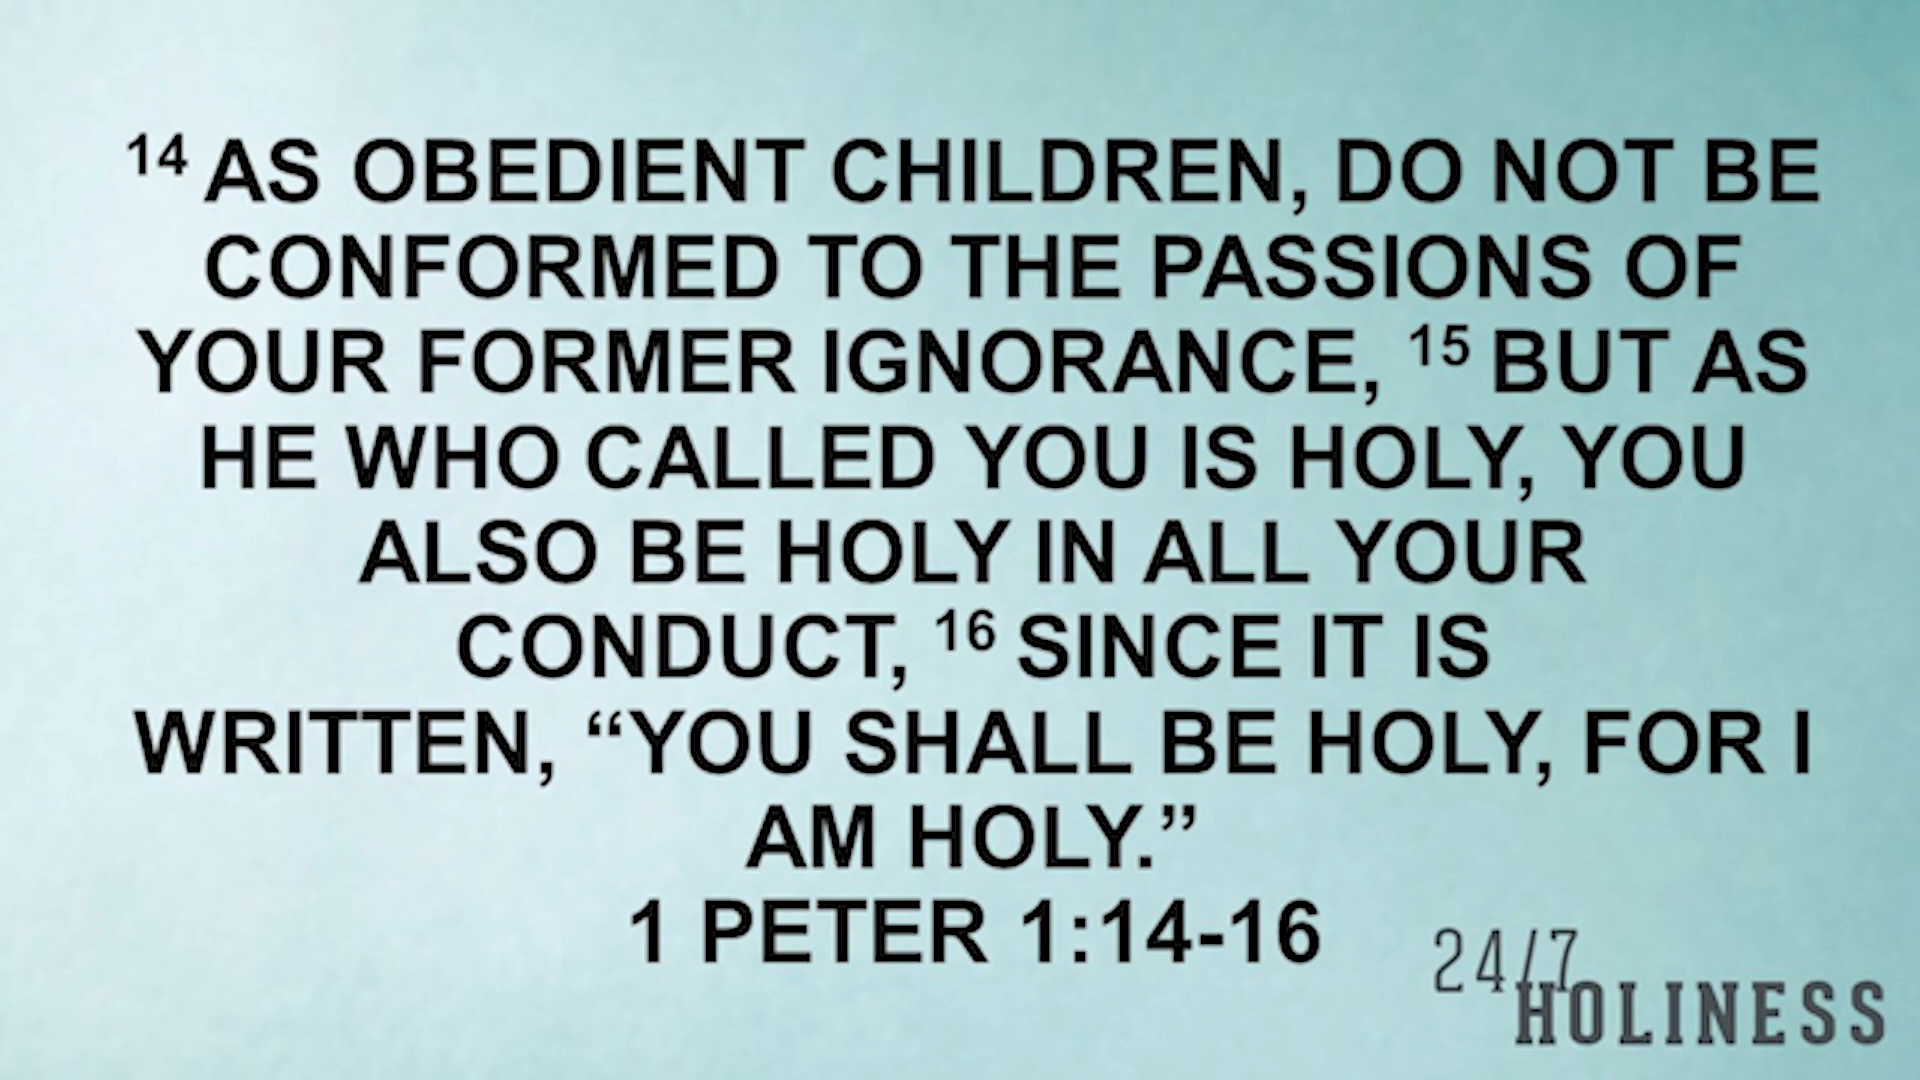 14 AS OBEDIENT CHILDREN, DO NOT BE
CONFORMED TO THE PASSIONS OF
YOUR FORMER IGNORANCE, 15 BUT AS
HE WHO CALLED YOU IS HOLY, YOU
ALSO BE HOLY IN ALL YOUR
CONDUCT, 16 SINCE IT IS
WRITTEN, “YOU SHALL BE HOLY, FOR I
AM HOLY.”
1 PETER 1:14-16
24/7
HOLINESS